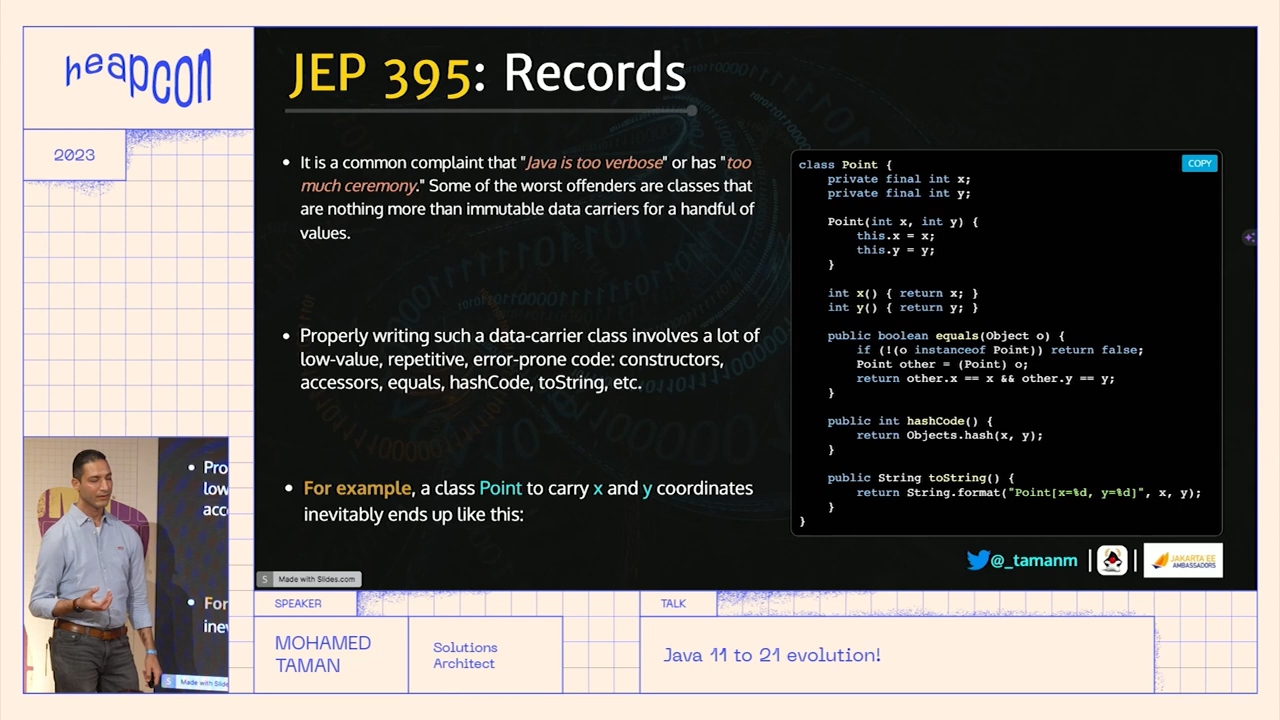 heapcon
2023
JEP 395: Records
It is a common complaint that "Java is too verbose" or has "too
much ceremony." Some of the worst offenders are classes that
are nothing more than immutable data carriers for a handful of
values.
Properly writing such a data-carrier class involves a lot of
low-value, repetitive, error-prone code: constructors,
accessors, equals, hashCode, toString, etc.
For example, a class Point to carry x and y coordinates
inevitably ends up like this:
COPY
class Point {
    private final int x;
    private final int y;

    Point(int x, int y) {
        this.x = x;
        this.y = y;
    }

    int x() { return x; }
    int y() { return y; }

    public boolean equals(Object o) {
        if (!(o instanceof Point)) return false;
        Point other = (Point) o;
        return other.x == x && other.y == y;
    }

    public int hashCode() {
        return Objects.hash(x, y);
    }

    public String toString() {
        return String.format("Point[x=%d, y=%d]", x, y);
    }
}
@_tamanm
JAKARTA EE
AMBASSADORS
S Made with Slides.com
Pro
low
acc
For
inev
S Made with Slid
SPEAKER
MOHAMED
TAMAN
Solutions
Architect
TALK
Java 11 to 21 evolution!